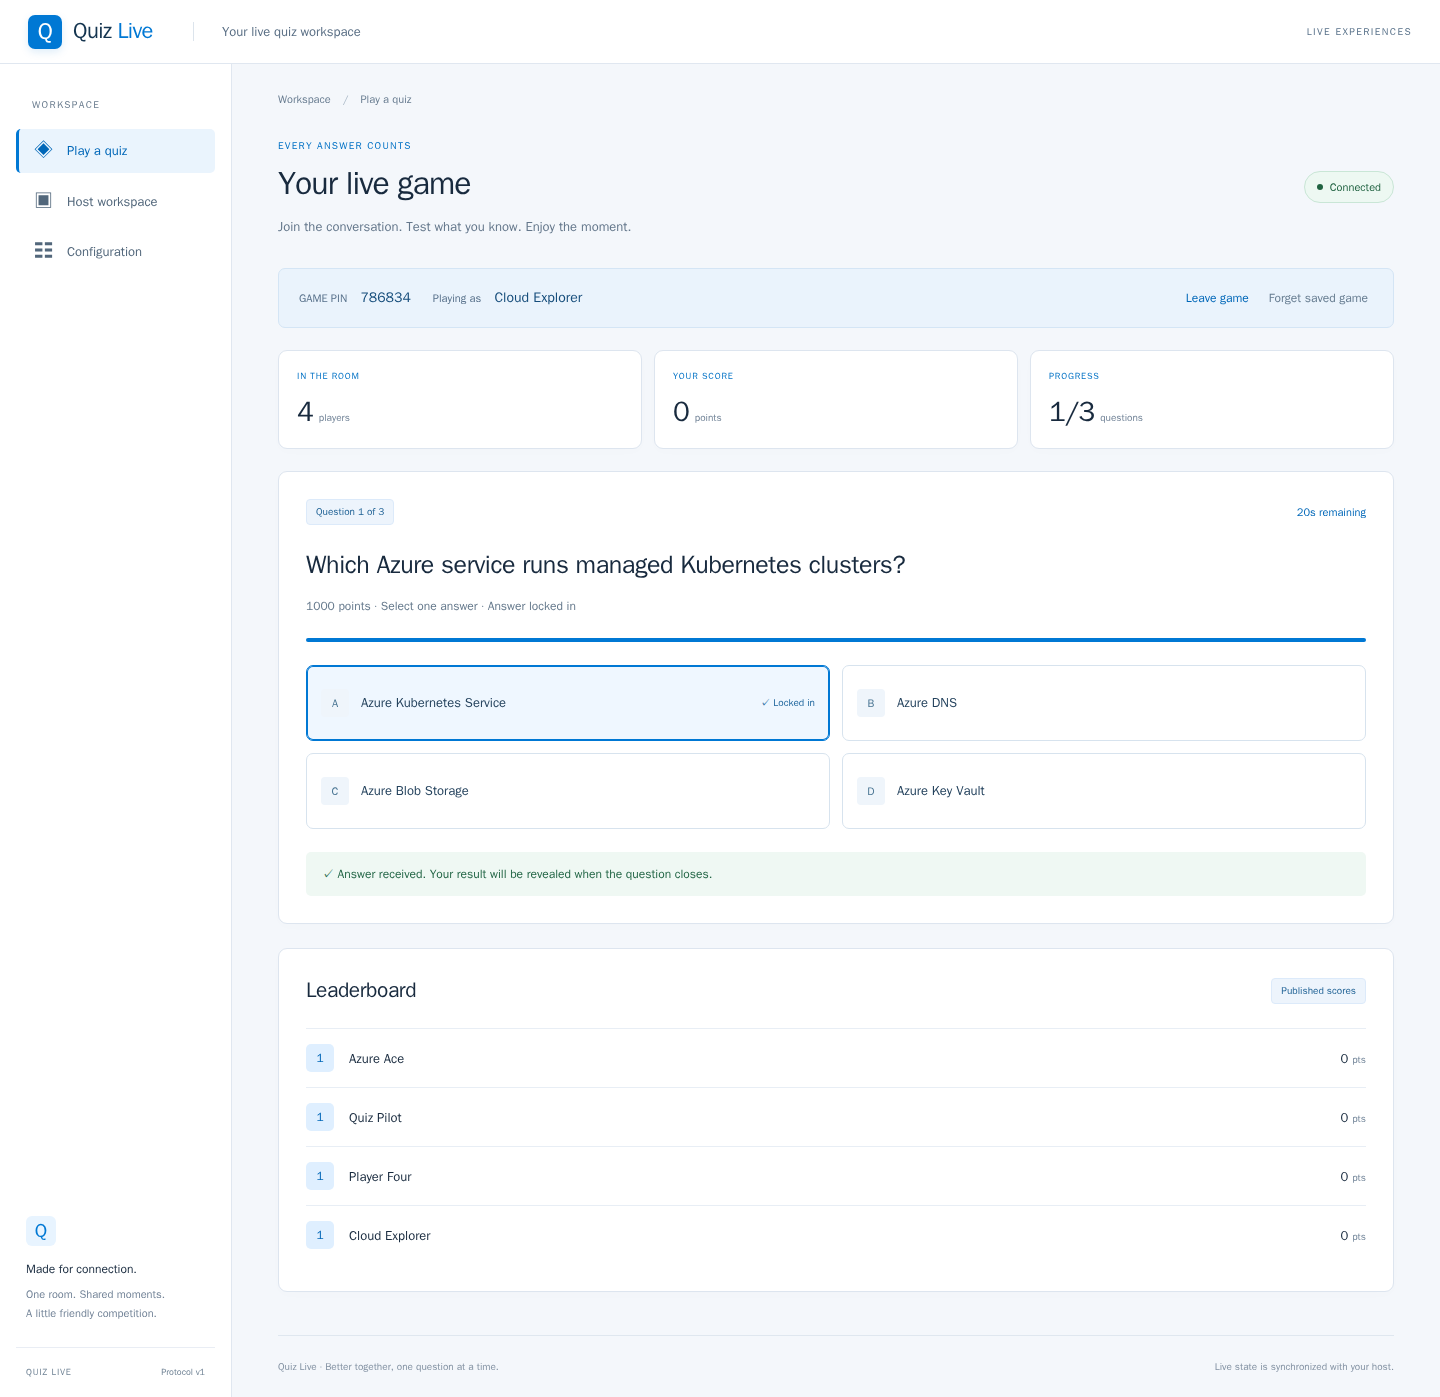 Q Quiz Live
Your live quiz workspace
LIVE EXPERIENCES
WORKSPACE
Play a quiz
Host workspace
Configuration
Workspace / Play a quiz
EVERY ANSWER COUNTS
Your live game
Connected
Join the conversation. Test what you know. Enjoy the moment.
GAME PIN 786834 Playing as Cloud Explorer
Leave game Forget saved game
IN THE ROOM
4 players
YOUR SCORE
0 points
PROGRESS
1/3 questions
Question 1 of 3
20s remaining
Which Azure service runs managed Kubernetes clusters?
1000 points · Select one answer · Answer locked in
A Azure Kubernetes Service ✓ Locked in
B Azure DNS
C Azure Blob Storage
D Azure Key Vault
✓ Answer received. Your result will be revealed when the question closes.
Leaderboard
Published scores
1 Azure Ace 0 pts
1 Quiz Pilot 0 pts
1 Player Four 0 pts
1 Cloud Explorer 0 pts
Q
Made for connection.
One room. Shared moments.
A little friendly competition.
QUIZ LIVE Protocol v1
Quiz Live · Better together, one question at a time.
Live state is synchronized with your host.